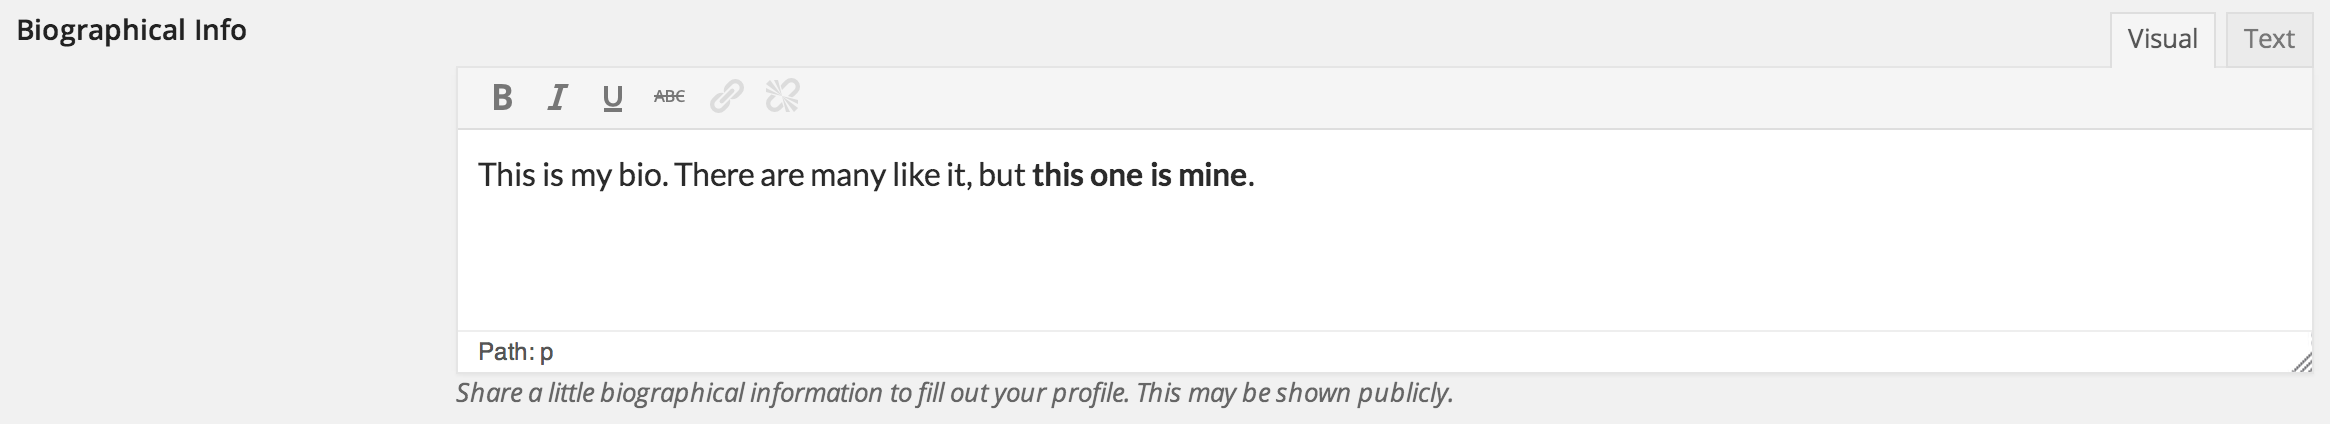 Biographical Info
Visual Text
B I U ABC
This is my bio. There are many like it, but this one is mine.
Path: p
Share a little biographical information to fill out your profile. This may be shown publicly.